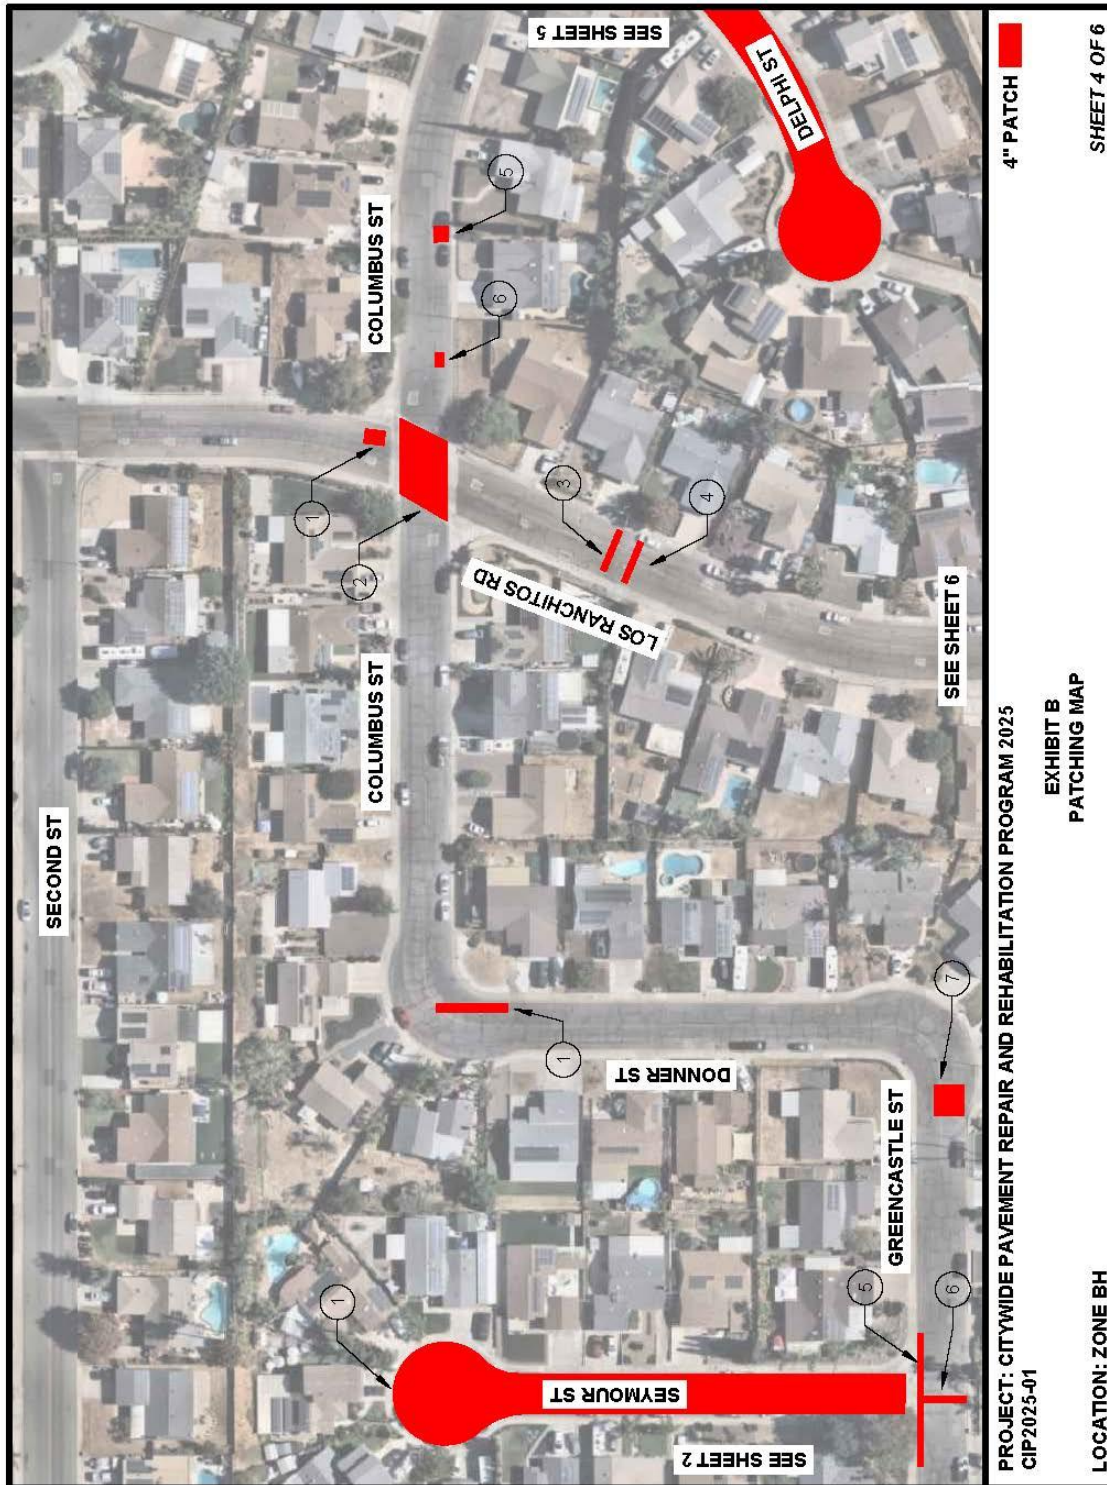 SECOND ST
SEE SHEET 5
DELPHI ST
COLUMBUS ST
5
6
1
2
3
4
LOS RANCHITOS RD
COLUMBUS ST
SEE SHEET 6
1
DONNER ST
7
GREENCASTLE ST
1
SEYMOUR ST
5
6
SEE SHEET 2
4" PATCH
PROJECT: CITYWIDE PAVEMENT REPAIR AND REHABILITATION PROGRAM 2025
CIP2025-01
EXHIBIT B
PATCHING MAP
LOCATION: ZONE BH
SHEET 4 OF 6